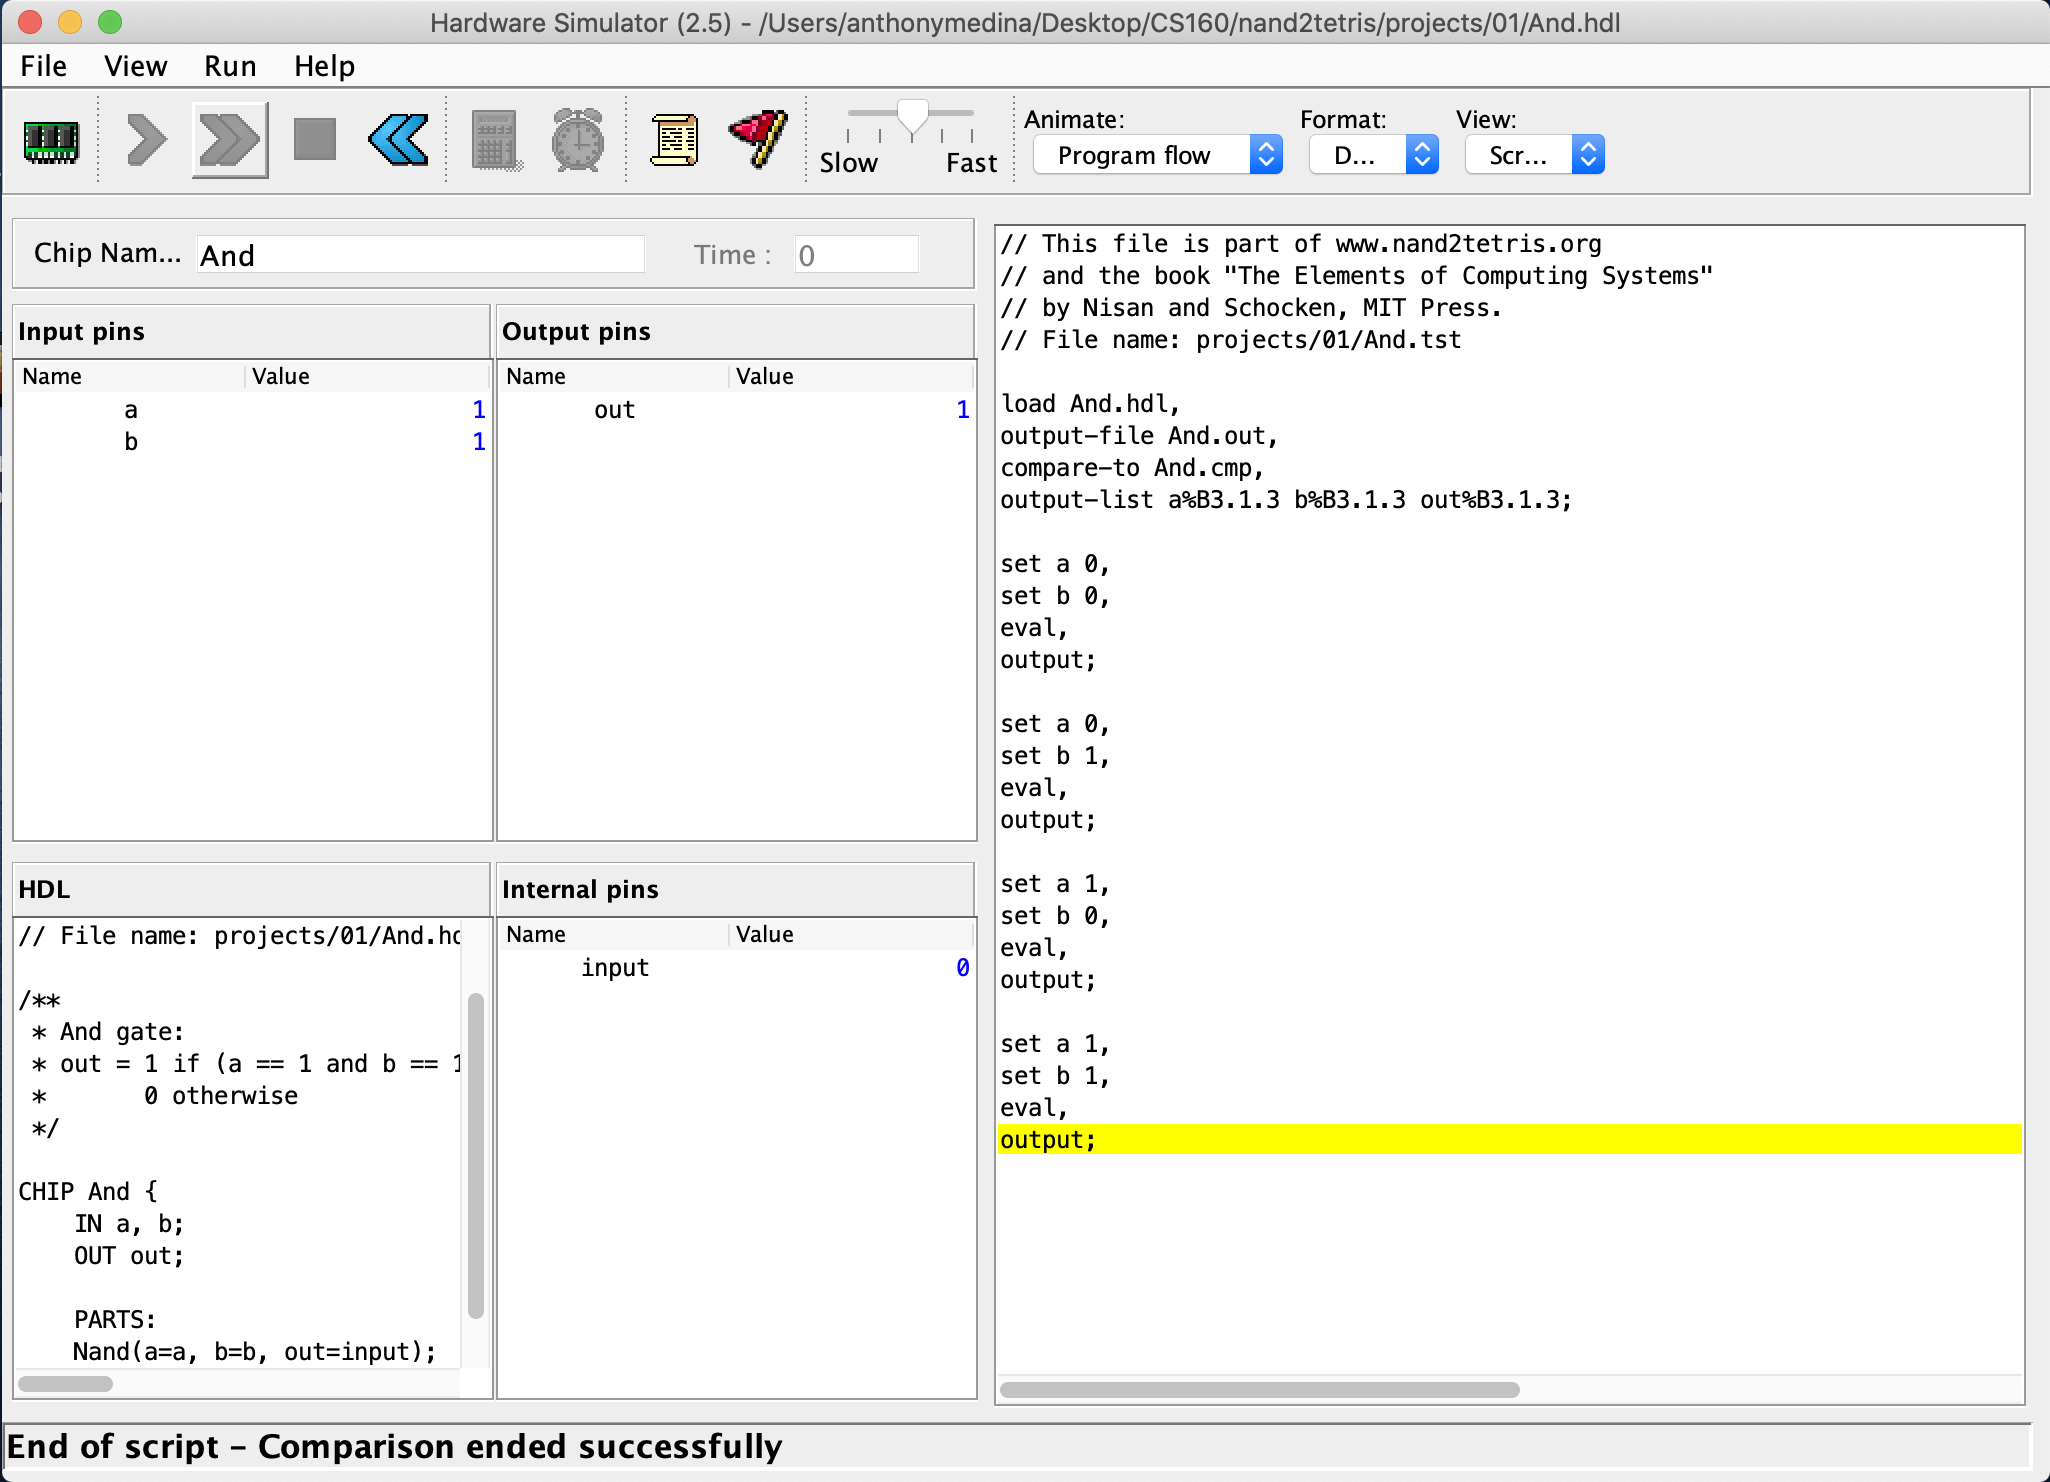 Hardware Simulator (2.5) - /Users/anthonymedina/Desktop/CS160/nand2tetris/projects/01/And.hdl
File View Run Help
Slow Fast
Animate: Format: View:
Program flow D... Scr...
Chip Nam... And Time : 0
Input pins
Name Value
a 1
b 1
Output pins
Name Value
out 1
HDL
// File name: projects/01/And.hd
/**
* And gate:
* out = 1 if (a == 1 and b == 1
* 0 otherwise
*/
CHIP And {
IN a, b;
OUT out;
PARTS:
Nand(a=a, b=b, out=input);
Internal pins
Name Value
input 0
// This file is part of www.nand2tetris.org
// and the book "The Elements of Computing Systems"
// by Nisan and Schocken, MIT Press.
// File name: projects/01/And.tst
load And.hdl,
output-file And.out,
compare-to And.cmp,
output-list a%B3.1.3 b%B3.1.3 out%B3.1.3;
set a 0,
set b 0,
eval,
output;
set a 0,
set b 1,
eval,
output;
set a 1,
set b 0,
eval,
output;
set a 1,
set b 1,
eval,
output;
End of script - Comparison ended successfully